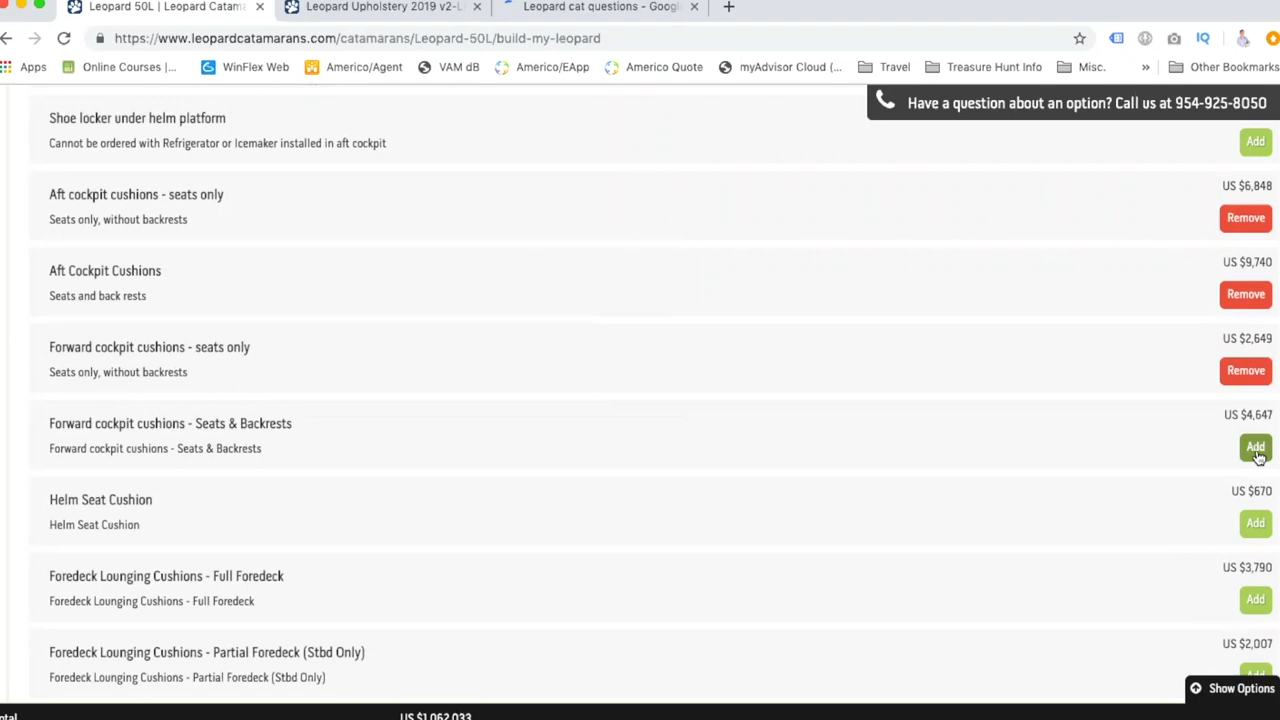 Leopard 50L | Leopard Catama
Leopard Upholstery 2019 v2-L
Leopard cat questions - Google
https://www.leopardcatamarans.com/catamarans/Leopard-50L/build-my-leopard
IQ
Apps
Online Courses |...
WinFlex Web
Americo/Agent
VAM dB
Americo/EApp
Americo Quote
myAdvisor Cloud (...
Travel
Treasure Hunt Info
Misc.
»
Other Bookmarks
Have a question about an option? Call us at 954-925-8050
Shoe locker under helm platform
Cannot be ordered with Refrigerator or Icemaker installed in aft cockpit
Add
Aft cockpit cushions - seats only
US $6,848
Seats only, without backrests
Remove
Aft Cockpit Cushions
US $9,740
Seats and back rests
Remove
Forward cockpit cushions - seats only
US $2,649
Seats only, without backrests
Remove
Forward cockpit cushions - Seats & Backrests
US $4,647
Forward cockpit cushions - Seats & Backrests
Add
Helm Seat Cushion
US $670
Helm Seat Cushion
Add
Foredeck Lounging Cushions - Full Foredeck
US $3,790
Foredeck Lounging Cushions - Full Foredeck
Add
Foredeck Lounging Cushions - Partial Foredeck (Stbd Only)
US $2,007
Foredeck Lounging Cushions - Partial Foredeck (Stbd Only)
Add
Show Options
otal
US $1,062,033